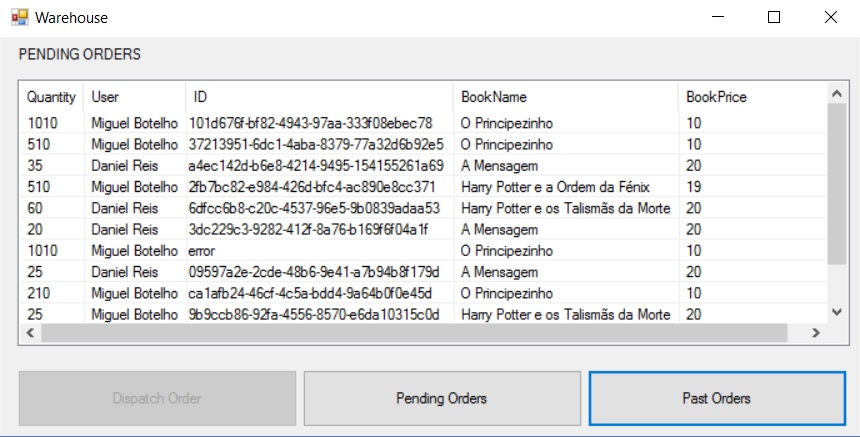 Warehouse
PENDING ORDERS
Quantity User ID BookName BookPrice
1010 Miguel Botelho 101d676f-bf82-4943-97aa-333f08ebec78 O Principezinho 10
510 Miguel Botelho 37213951-6dc1-4aba-8379-77a32d6b92e5 O Principezinho 10
35 Daniel Reis a4ec142d-b6e8-4214-9495-154155261a69 A Mensagem 20
510 Miguel Botelho 2fb7bc82-e984-426d-bfc4-ac890e8cc371 Harry Potter e a Ordem da Fénix 19
60 Daniel Reis 6dfcc6b8-c20c-4537-96e5-9b0839adaa53 Harry Potter e os Talismãs da Morte 20
20 Daniel Reis 3dc229c3-9282-412f-8a76-b169f6f04a1f A Mensagem 20
1010 Miguel Botelho error O Principezinho 10
25 Daniel Reis 09597a2e-2cde-48b6-9e41-a7b94b8f179d A Mensagem 20
210 Miguel Botelho ca1afb24-46cf-4c5a-bdd4-9a64b0f0e45d O Principezinho 10
25 Miguel Botelho 9b9ccb86-92fa-4556-8570-e6da10315c0d Harry Potter e os Talismãs da Morte 20
Dispatch Order Pending Orders Past Orders